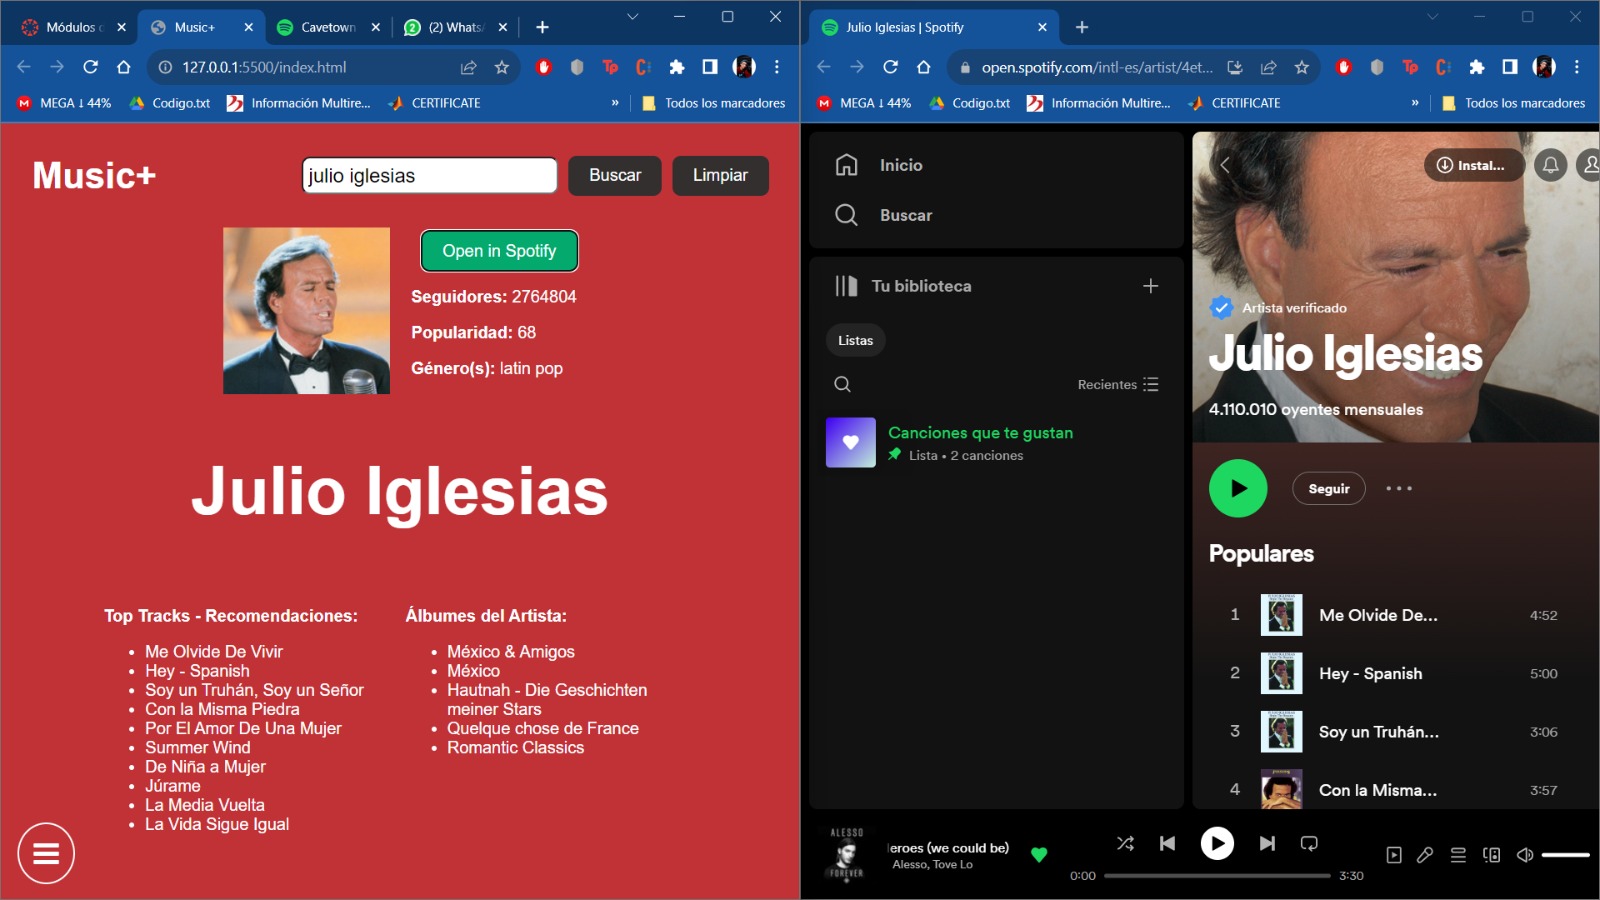 Módulos d
Music+
Cavetown
(2) Whats
127.0.0.1:5500/index.html
MEGA ↓ 44%
Codigo.txt
Información Multire...
CERTIFICATE
»
Todos los marcadores
Music+
julio iglesias
Buscar
Limpiar
Open in Spotify
Seguidores: 2764804
Popularidad: 68
Género(s): latin pop
Julio Iglesias
Top Tracks - Recomendaciones:
• Me Olvide De Vivir
• Hey - Spanish
• Soy un Truhán, Soy un Señor
• Con la Misma Piedra
• Por El Amor De Una Mujer
• Summer Wind
• De Niña a Mujer
• Júrame
• La Media Vuelta
• La Vida Sigue Igual
Álbumes del Artista:
• México & Amigos
• México
• Hautnah - Die Geschichten
meiner Stars
• Quelque chose de France
• Romantic Classics
Julio Iglesias | Spotify
open.spotify.com/intl-es/artist/4et...
Tp
MEGA ↓ 44%
Codigo.txt
Información Multire...
CERTIFICATE
»
Todos los marcadores
Inicio
Buscar
Tu biblioteca
Listas
Recientes
Canciones que te gustan
Lista • 2 canciones
Instal...
Artista verificado
Julio Iglesias
4.110.010 oyentes mensuales
Seguir
Populares
1 Me Olvide De... 4:52
2 Hey - Spanish 5:00
3 Soy un Truhán... 3:06
4 Con la Misma... 3:57
ALESSO
FOREVER
eroes (we could be)
Alesso, Tove Lo
0:00
3:30